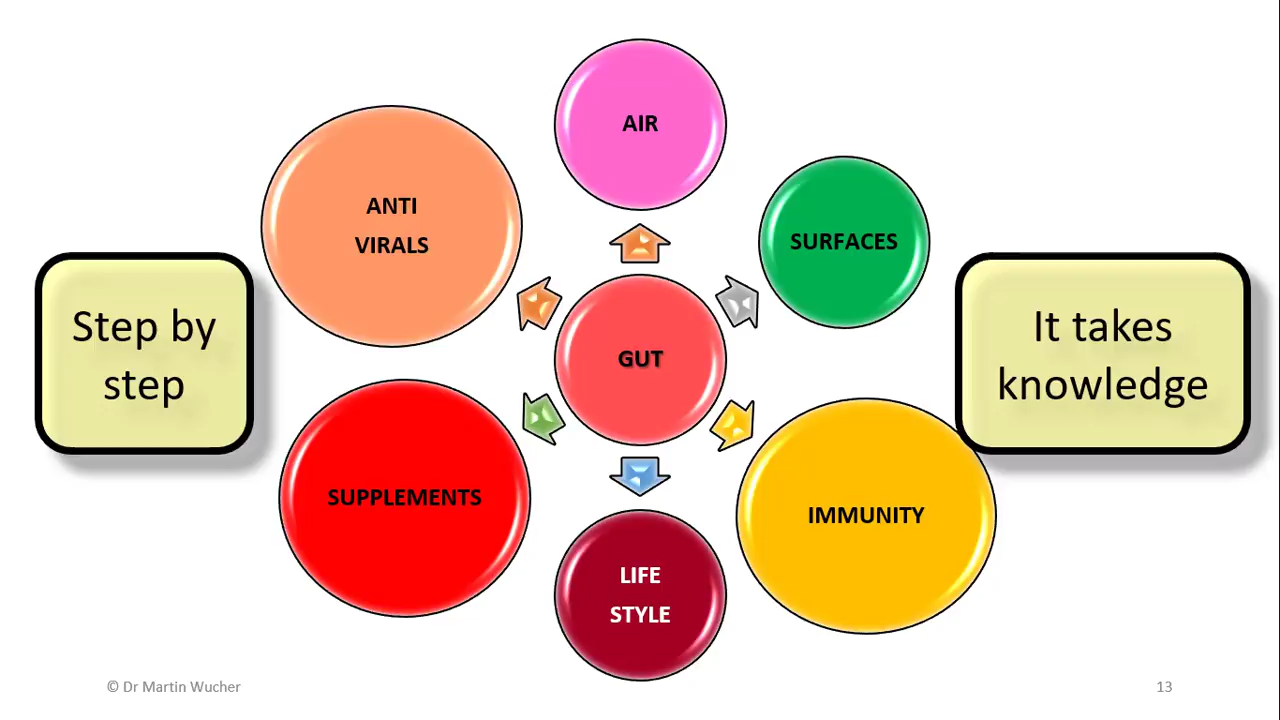 AIR
ANTI
VIRALS
SURFACES
Step by
step
It takes
knowledge
GUT
SUPPLEMENTS
IMMUNITY
LIFE
STYLE
© Dr Martin Wucher
13